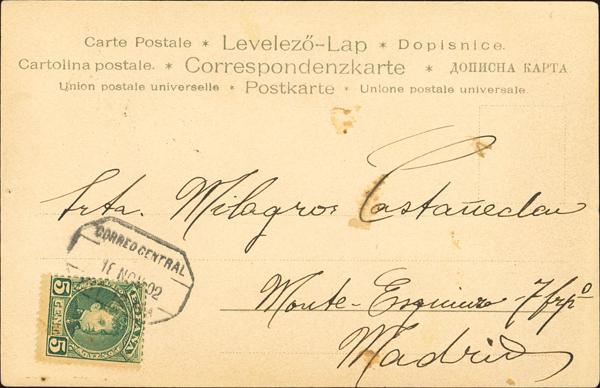 Carte Postale * Levelező-Lap * Dopisnice.
Cartolina postale. * Correspondenzkarte * ДОПИСНА КАРТА
Union postale universelle * Postkarte * Unione postale universale.
Srta. Milagros Castañeda
CORREO CENTRAL
16 NOV 02
5 CENTS
5
ESPAÑA
Monte-Esquinza 7 
Madrid